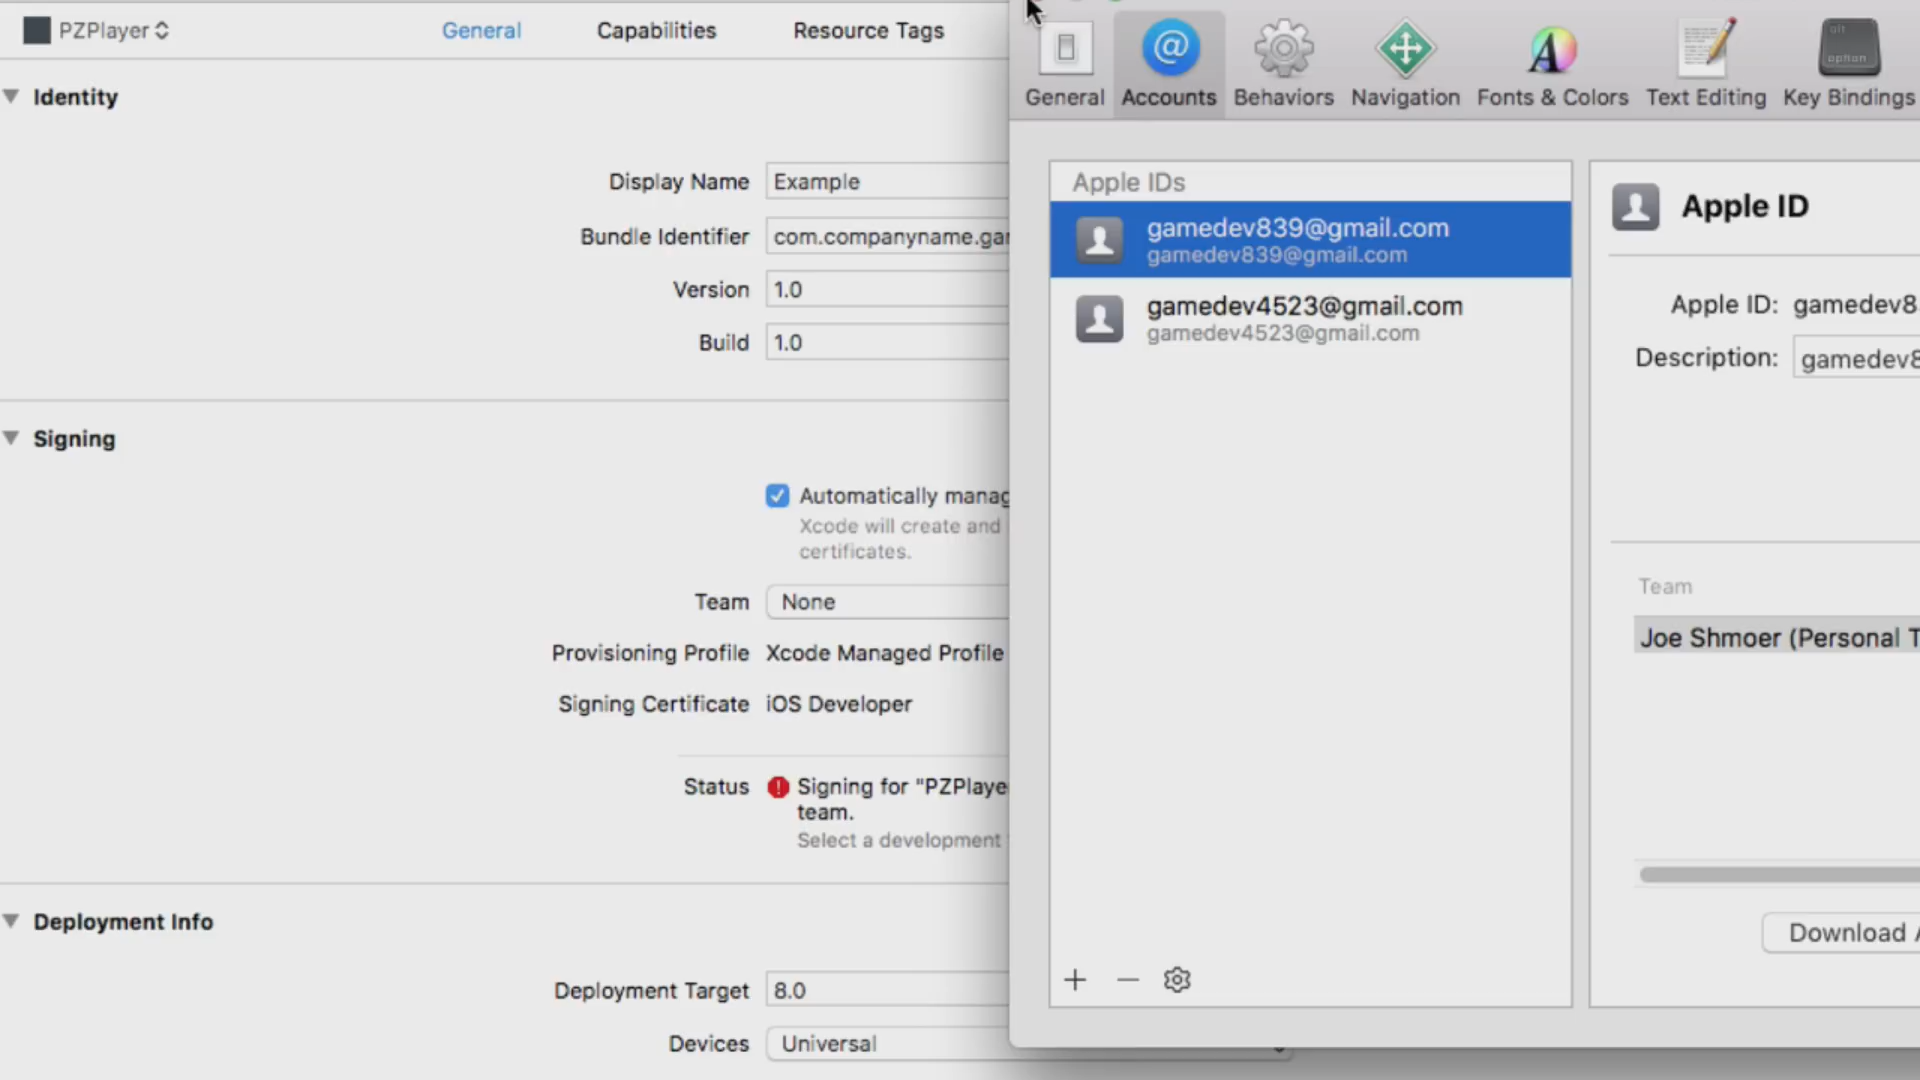 PZPlayer
General
Capabilities
Resource Tags
Identity
Display Name
Example
Bundle Identifier
com.companyname.gar
Version
1.0
Build
1.0
Signing
Automatically manag
Xcode will create and
certificates.
Team
None
Provisioning Profile
Xcode Managed Profile
Signing Certificate
iOS Developer
Status
Signing for "PZPlaye
team.
Select a development
Deployment Info
Deployment Target
8.0
Devices
Universal
General
Accounts
Behaviors
Navigation
Fonts & Colors
Text Editing
alt
option
Key Bindings
Apple IDs
gamedev839@gmail.com
gamedev839@gmail.com
gamedev4523@gmail.com
gamedev4523@gmail.com
Apple ID
Apple ID:
gamedev8
Description:
gamedev8
Team
Joe Shmoer (Personal T
Download A